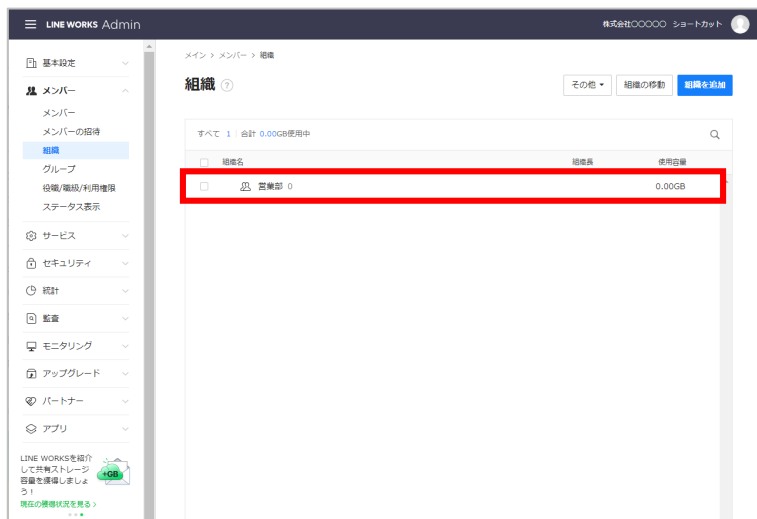 LINE WORKS Admin
株式会社〇〇〇〇〇 ショートカット
基本設定
メンバー
メンバー
メンバーの招待
組織
グループ
役職/職級/利用権限
ステータス表示
サービス
セキュリティ
統計
監査
モニタリング
アップグレード
パートナー
アプリ
LINE WORKSを紹介
して共有ストレージ
容量を獲得しましょ
う!
現在の獲得状況を見る >
+GB
メイン > メンバー > 組織
組織 ?
その他 組織の移動 組織を追加
すべて 1 | 合計 0.00GB使用中
組織名 組織長 使用容量
営業部 0 0.00GB